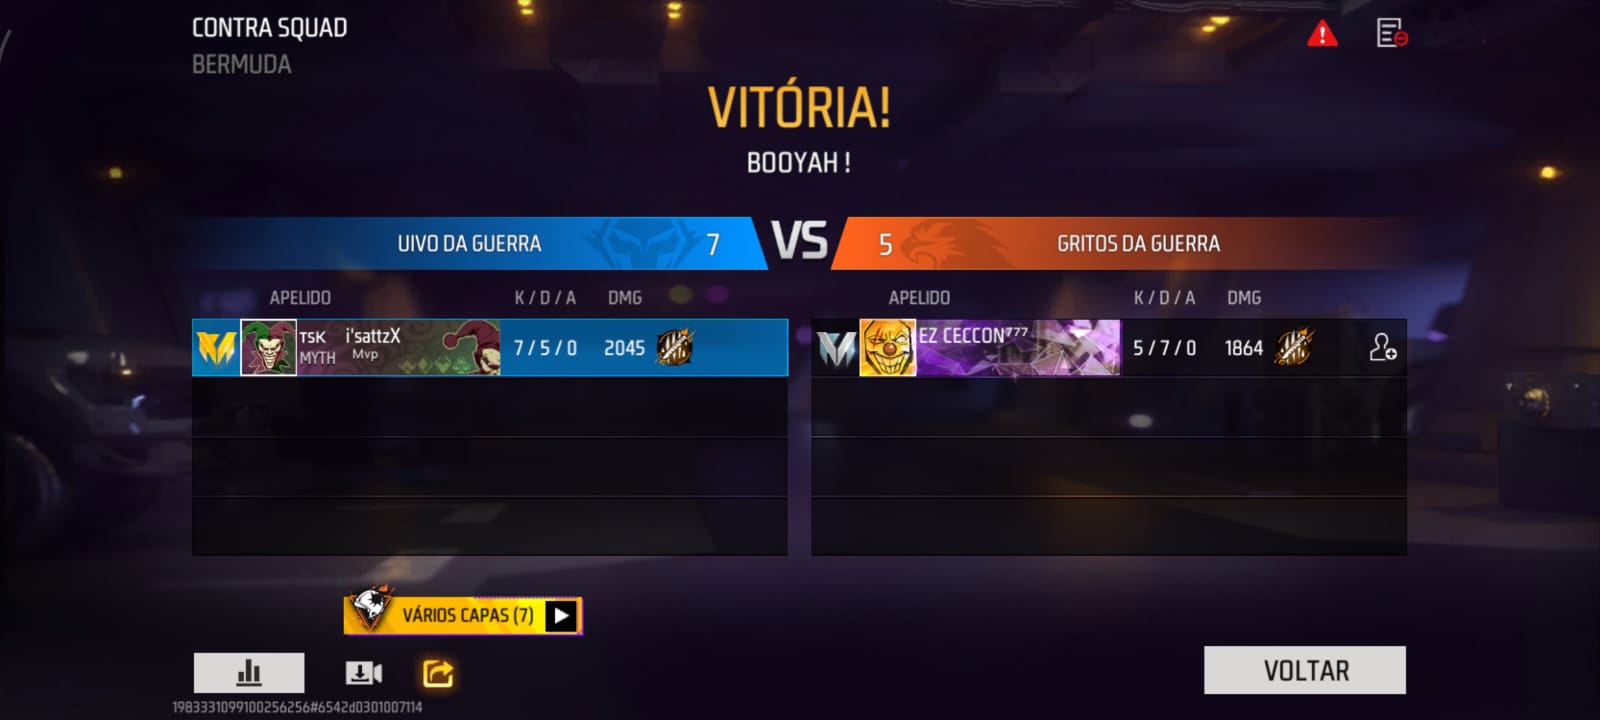 CONTRA SQUAD
BERMUDA
VITÓRIA!
BOOYAH !
UIVO DA GUERRA 7 VS 5 GRITOS DA GUERRA
APELIDO K / D / A DMG APELIDO K / D / A DMG
TSK i'sattzX
MYTH Mvp
7 / 5 / 0 2045
EZ CECCON⁷⁷⁷
5 / 7 / 0 1864
VÁRIOS CAPAS (7)
VOLTAR
1983331099100256256#6542d0301007114